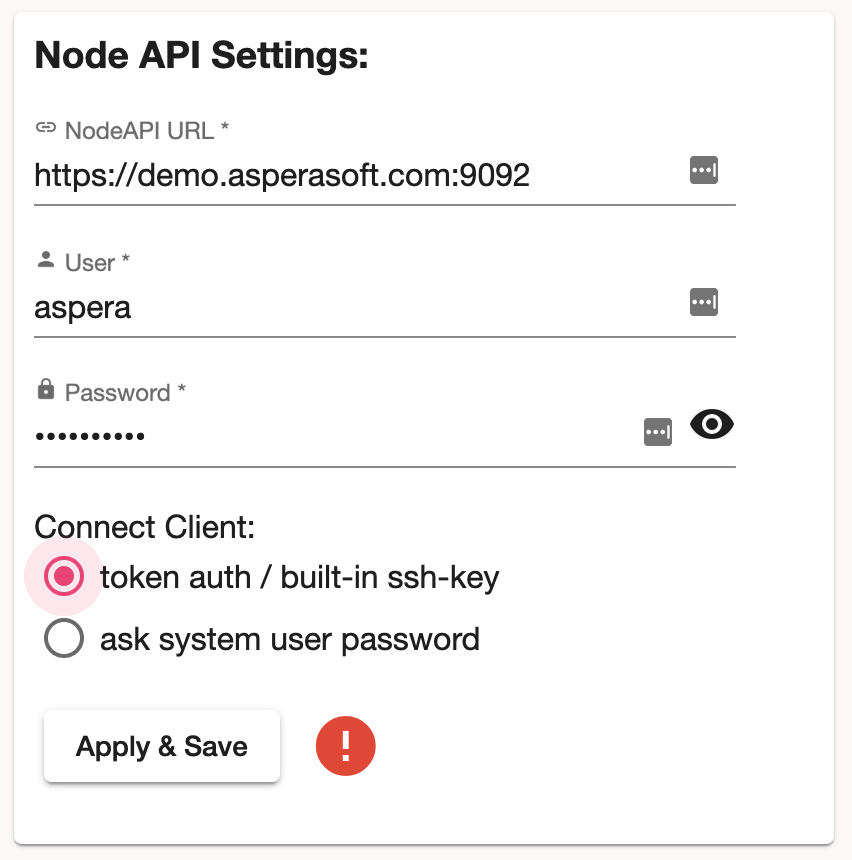 Node API Settings:
NodeAPI URL *
https://demo.asperasoft.com:9092
User *
aspera
Password *
••••••••••
Connect Client:
token auth / built-in ssh-key
ask system user password
Apply & Save